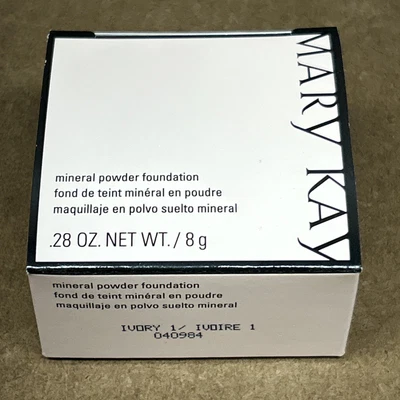 MARY KAY
mineral powder foundation
fond de teint minéral en poudre
maquillaje en polvo suelto mineral
.28 OZ. NET WT. / 8 g
mineral powder foundation
fond de teint minéral en poudre
maquillaje en polvo suelto mineral
IVORY 1/ IVOIRE 1
040984